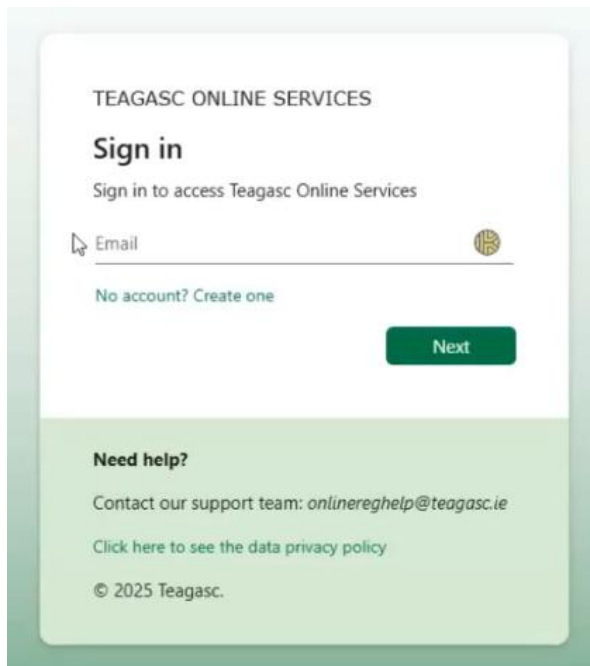 TEAGASC ONLINE SERVICES
Sign in
Sign in to access Teagasc Online Services
Email
No account? Create one
Next
Need help?
Contact our support team: onlinereghelp@teagasc.ie
Click here to see the data privacy policy
© 2025 Teagasc.